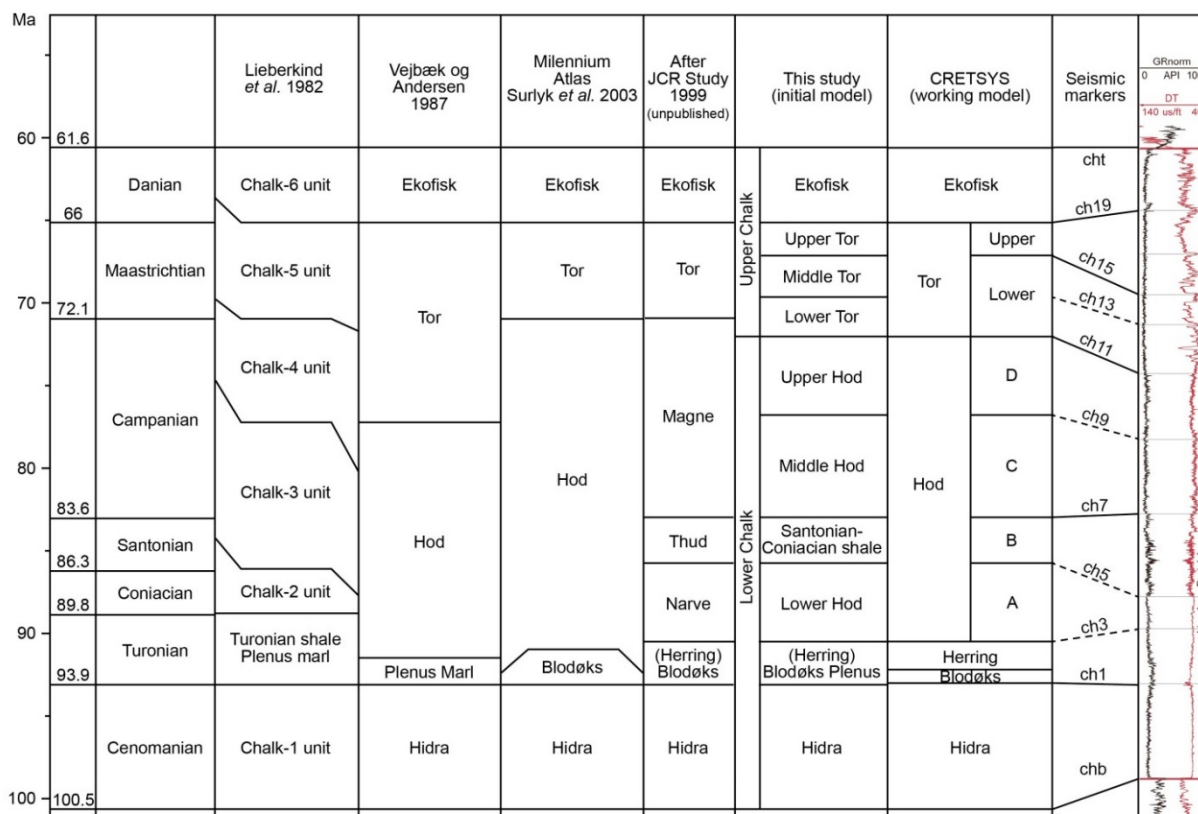 Ma
Lieberkind
et al. 1982
Vejbæk og
Andersen
1987
Milennium
Atlas
Surlyk et al. 2003
After
JCR Study
1999
(unpublished)
This study
(initial model)
CRETSYS
(working model)
Seismic
markers
GRnorm
0 API 10
DT
140 us/ft 40
60
70
80
90
100
61.6
66
72.1
83.6
86.3
89.8
93.9
100.5
Danian
Maastrichtian
Campanian
Santonian
Coniacian
Turonian
Cenomanian
Chalk-6 unit
Chalk-5 unit
Chalk-4 unit
Chalk-3 unit
Chalk-2 unit
Turonian shale
Plenus marl
Chalk-1 unit
Ekofisk
Tor
Hod
Plenus Marl
Hidra
Ekofisk
Tor
Hod
Blodøks
Hidra
Ekofisk
Tor
Magne
Thud
Narve
(Herring)
Blodøks
Hidra
Upper Chalk
Lower Chalk
Ekofisk
Upper Tor
Middle Tor
Lower Tor
Upper Hod
Middle Hod
Santonian-
Coniacian shale
Lower Hod
(Herring)
Blodøks Plenus
Hidra
Ekofisk
Tor
Upper
Lower
Hod
D
C
B
A
Herring
Blodøks
Hidra
cht
ch19
ch15
ch13
ch11
ch9
ch7
ch5
ch3
ch1
chb